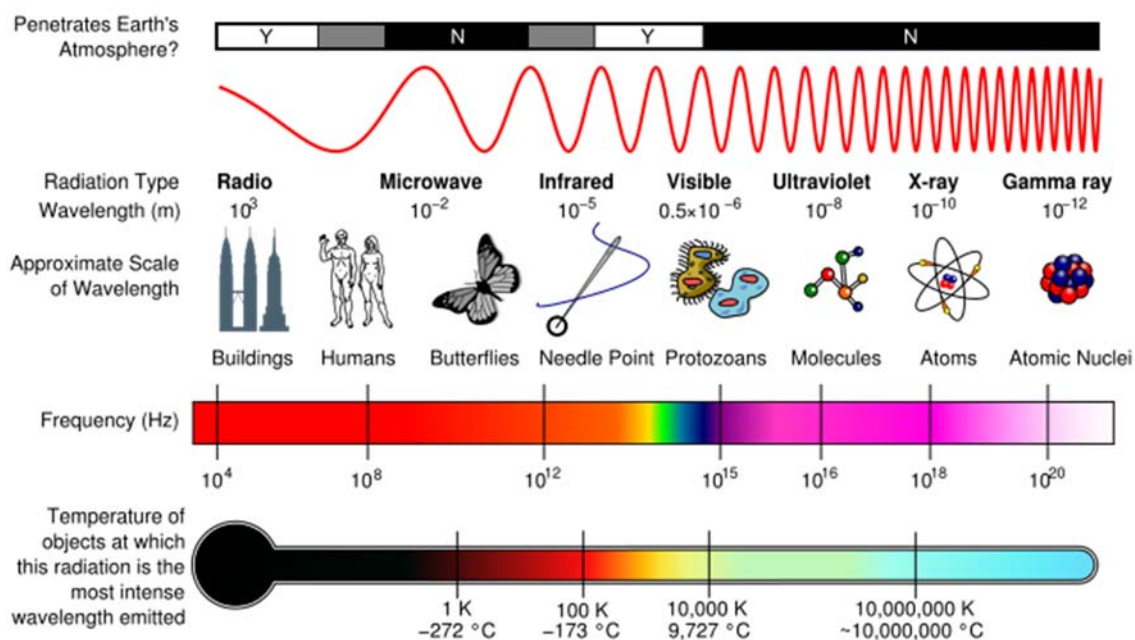 Penetrates Earth's
Atmosphere?
Y N Y N
Radiation Type
Radio Microwave Infrared Visible Ultraviolet X-ray Gamma ray
Wavelength (m)
10³ 10⁻² 10⁻⁵ 0.5×10⁻⁶ 10⁻⁸ 10⁻¹⁰ 10⁻¹²
Approximate Scale
of Wavelength
Buildings Humans Butterflies Needle Point Protozoans Molecules Atoms Atomic Nuclei
Frequency (Hz)
10⁴ 10⁸ 10¹² 10¹⁵ 10¹⁶ 10¹⁸ 10²⁰
Temperature of
objects at which
this radiation is the
most intense
wavelength emitted
1 K 100 K 10,000 K 10,000,000 K
−272 °C −173 °C 9,727 °C ~10,000,000 °C